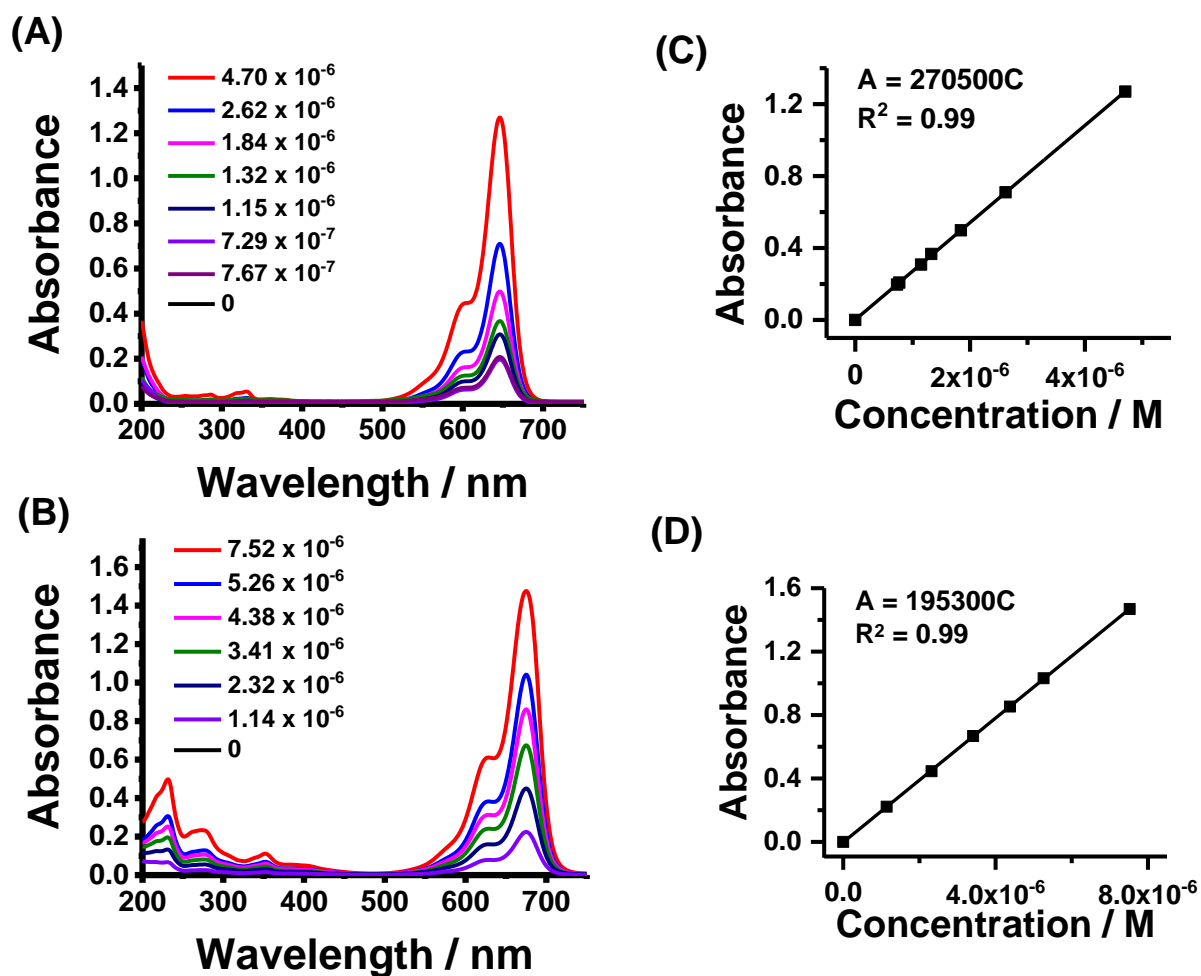 (A)
4.70 x 10⁻⁶
2.62 x 10⁻⁶
1.84 x 10⁻⁶
1.32 x 10⁻⁶
1.15 x 10⁻⁶
7.29 x 10⁻⁷
7.67 x 10⁻⁷
0
1.4
1.2
1.0
0.8
0.6
0.4
0.2
0.0
Absorbance
200 300 400 500 600 700
Wavelength / nm
(C)
A = 270500C
R² = 0.99
1.2
0.8
0.4
0.0
Absorbance
0 2x10⁻⁶ 4x10⁻⁶
Concentration / M
(B)
7.52 x 10⁻⁶
5.26 x 10⁻⁶
4.38 x 10⁻⁶
3.41 x 10⁻⁶
2.32 x 10⁻⁶
1.14 x 10⁻⁶
0
1.6
1.4
1.2
1.0
0.8
0.6
0.4
0.2
0.0
Absorbance
200 300 400 500 600 700
Wavelength / nm
(D)
A = 195300C
R² = 0.99
1.6
1.2
0.8
0.4
0.0
Absorbance
0.0 4.0x10⁻⁶ 8.0x10⁻⁶
Concentration / M